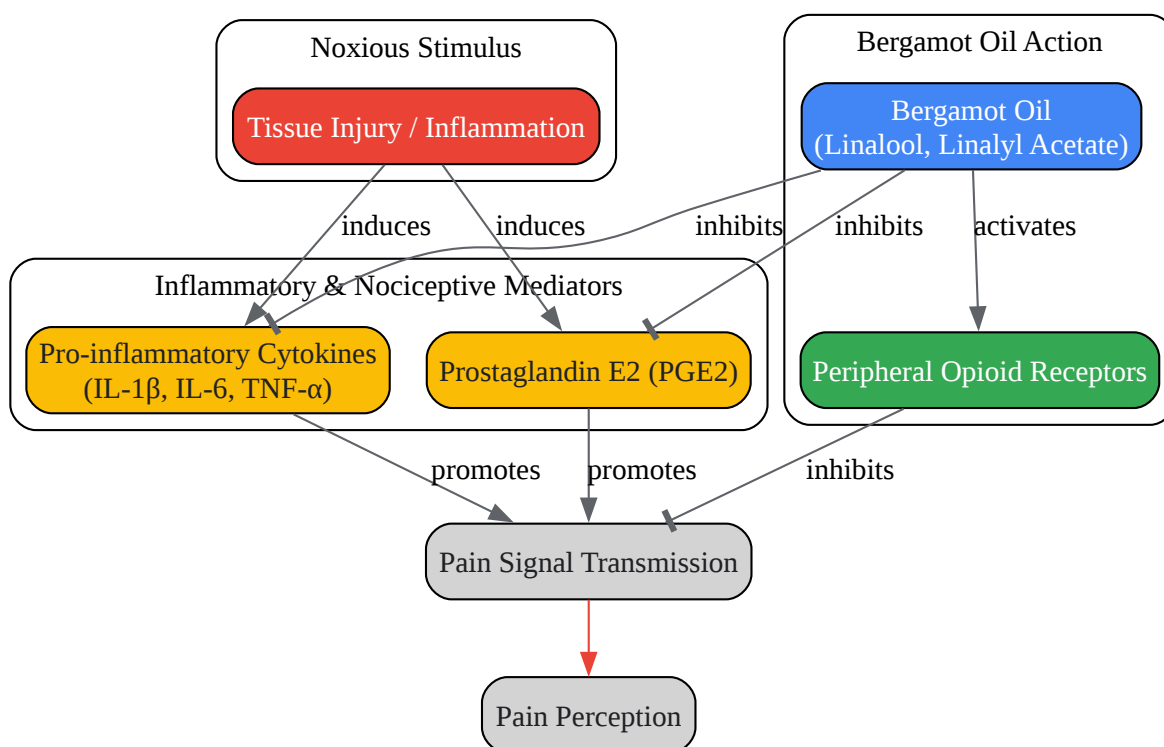 Noxious Stimulus
Bergamot Oil Action
Tissue Injury / Inflammation
Bergamot Oil
(Linalool, Linalyl Acetate)
induces
induces
inhibits
inhibits
activates
Inflammatory & Nociceptive Mediators
Pro-inflammatory Cytokines
(IL-1β, IL-6, TNF-α)
Prostaglandin E2 (PGE2)
Peripheral Opioid Receptors
promotes
promotes
inhibits
Pain Signal Transmission
Pain Perception